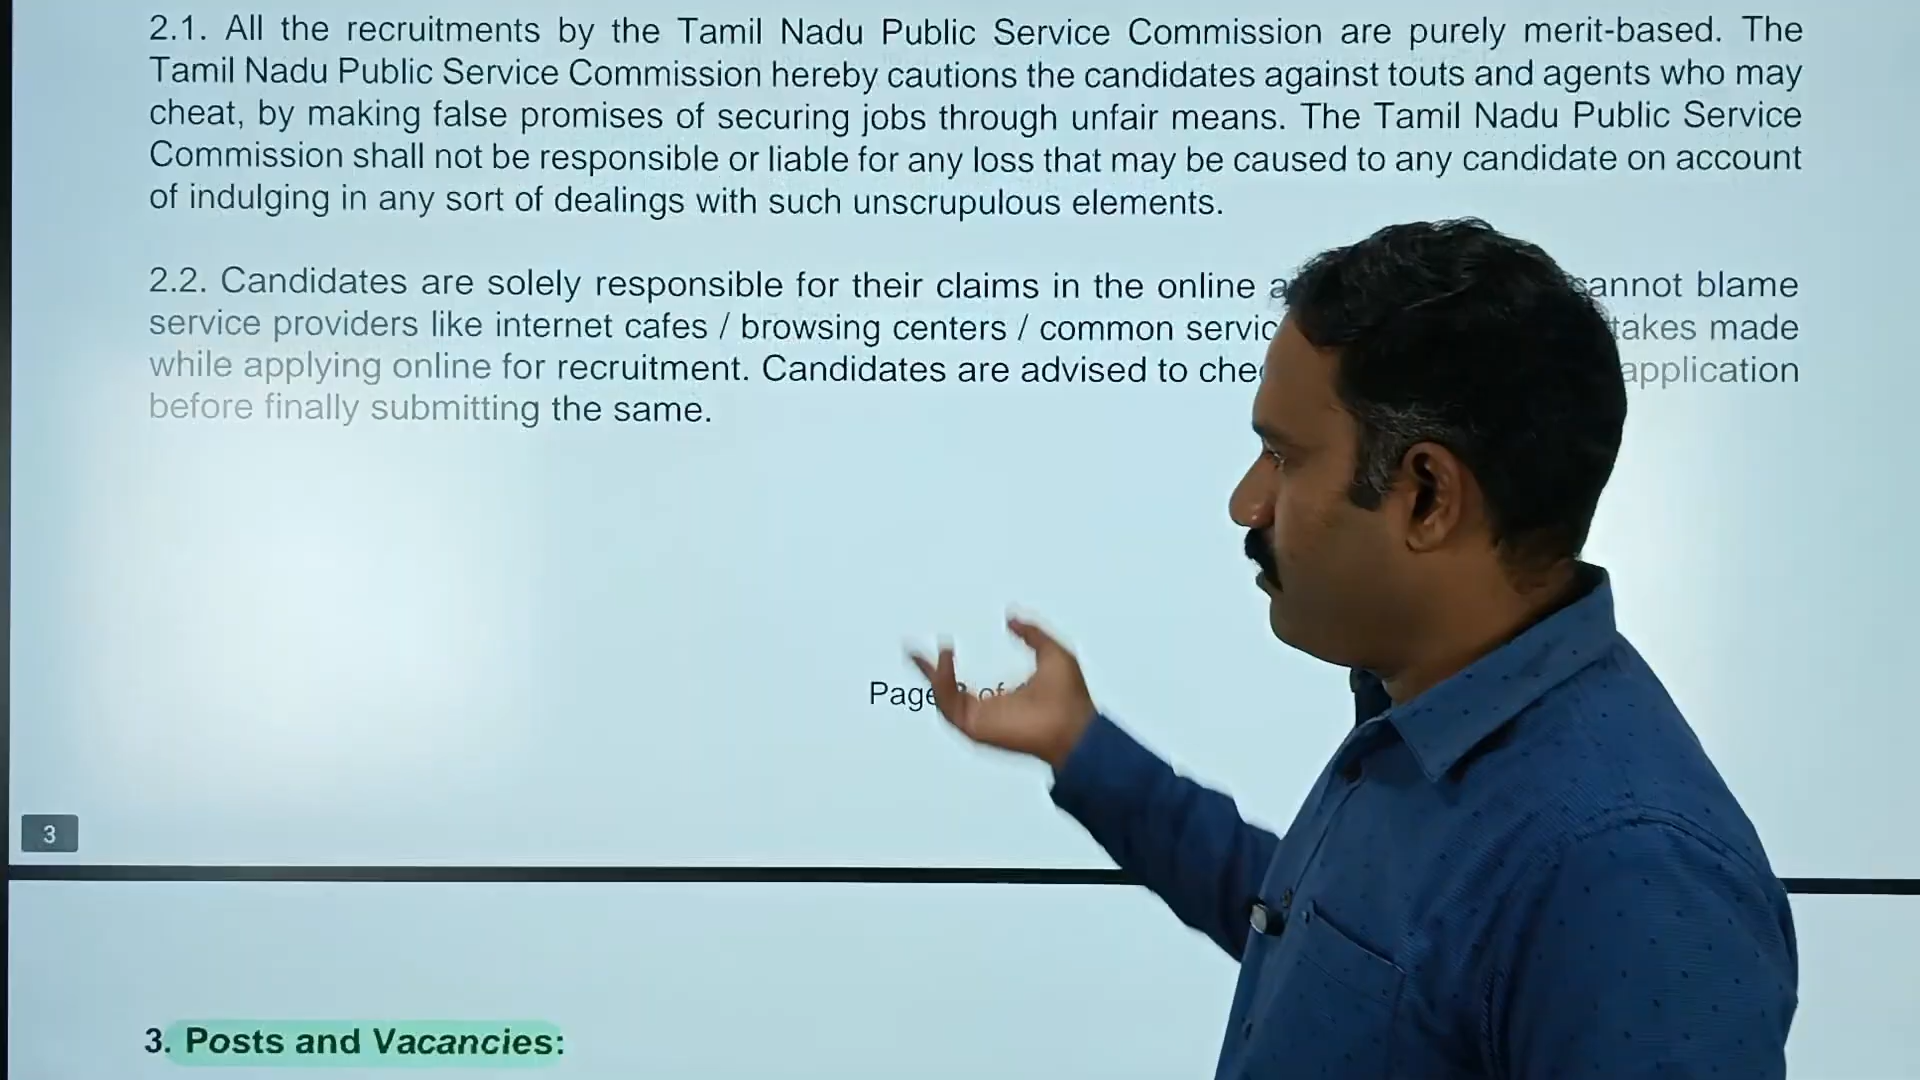 2.1. All the recruitments by the Tamil Nadu Public Service Commission are purely merit-based. The
Tamil Nadu Public Service Commission hereby cautions the candidates against touts and agents who may
cheat, by making false promises of securing jobs through unfair means. The Tamil Nadu Public Service
Commission shall not be responsible or liable for any loss that may be caused to any candidate on account
of indulging in any sort of dealings with such unscrupulous elements.
2.2. Candidates are solely responsible for their claims in the online cannot blame
service providers like internet cafes / browsing centers / common made
while applying online for recruitment. Candidates are advised to application
before finally submitting the same.
Page of
3
3. Posts and Vacancies: